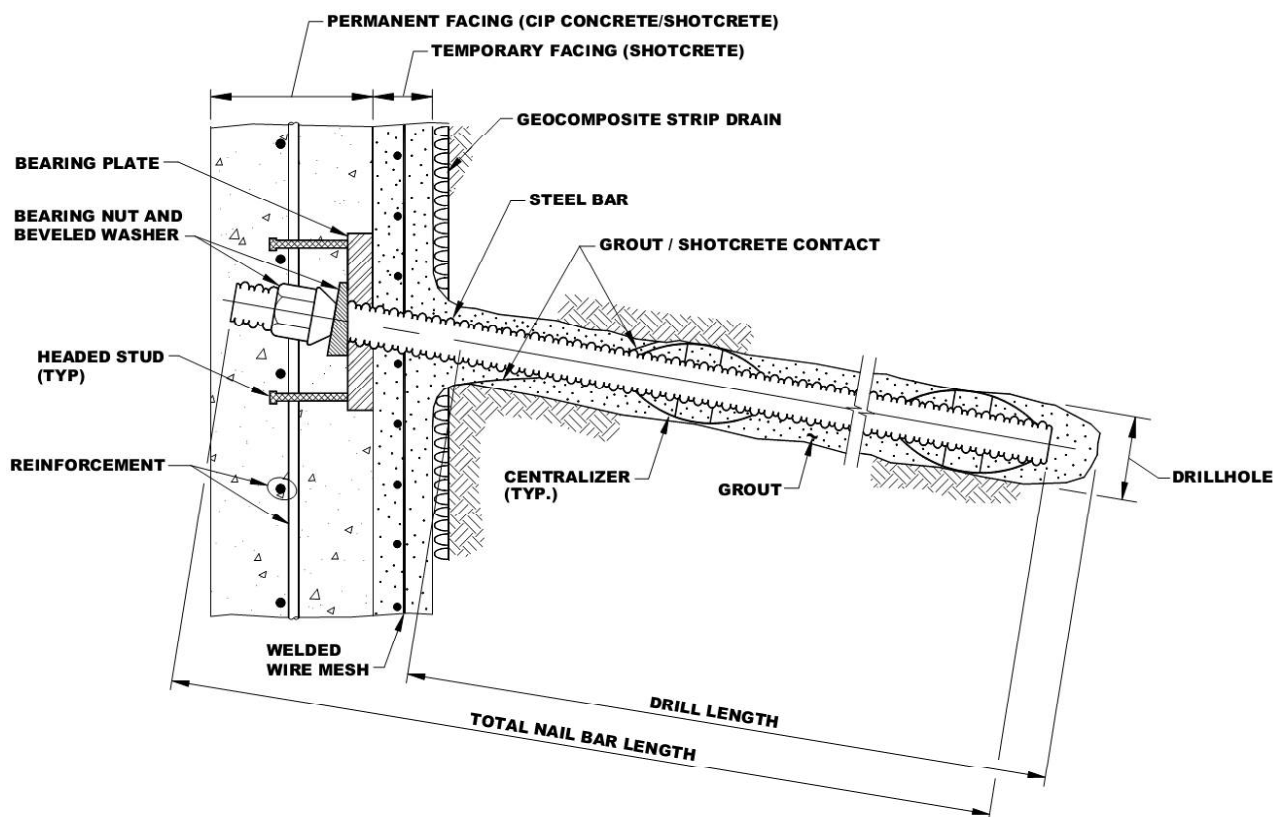 PERMANENT FACING (CIP CONCRETE/SHOTCRETE)
TEMPORARY FACING (SHOTCRETE)
GEOCOMPOSITE STRIP DRAIN
BEARING PLATE
STEEL BAR
BEARING NUT AND
BEVELED WASHER
GROUT / SHOTCRETE CONTACT
HEADED STUD
(TYP)
REINFORCEMENT
CENTRALIZER
(TYP.)
GROUT
DRILLHOLE
WELDED
WIRE MESH
DRILL LENGTH
TOTAL NAIL BAR LENGTH